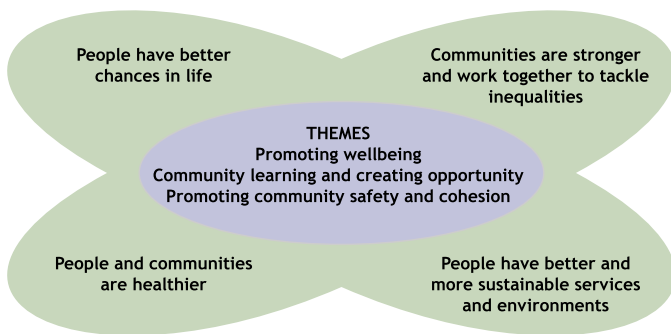 People have better
chances in life
Communities are stronger
and work together to tackle
inequalities
THEMES
Promoting wellbeing
Community learning and creating opportunity
Promoting community safety and cohesion
People and communities
are healthier
People have better and
more sustainable services
and environments